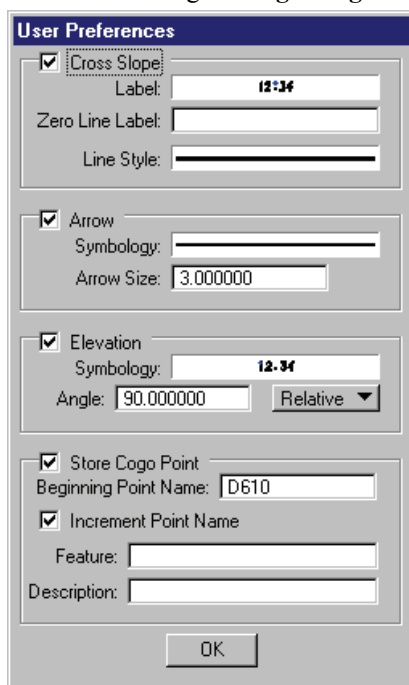 User Preferences
Cross Slope
Label: 12:34
Zero Line Label:
Line Style:
Arrow
Symbology:
Arrow Size: 3.000000
Elevation
Symbology: 12.34
Angle: 90.000000 Relative
Store Cogo Point
Beginning Point Name: D610
Increment Point Name
Feature:
Description:
OK